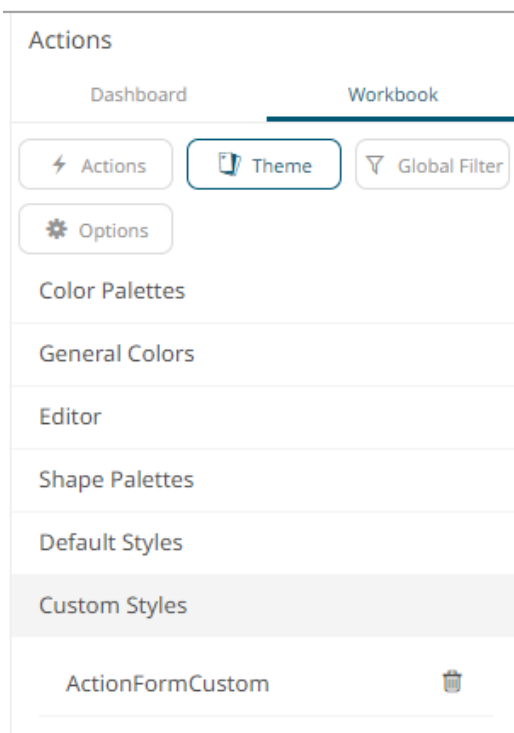 Actions
Dashboard Workbook
Actions Theme Global Filter
Options
Color Palettes
General Colors
Editor
Shape Palettes
Default Styles
Custom Styles
ActionFormCustom